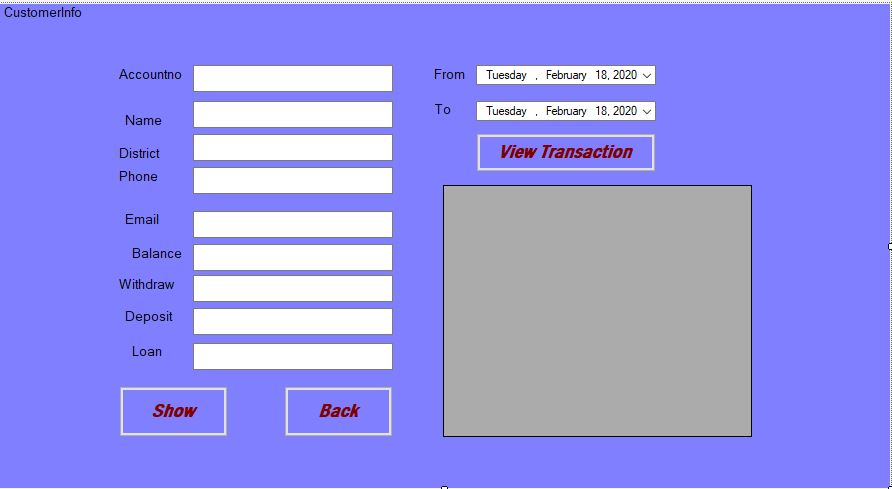 CustomerInfo
Accountno
Name
District
Phone
Email
Balance
Withdraw
Deposit
Loan
Show
Back
From Tuesday , February 18, 2020
To Tuesday , February 18, 2020
View Transaction